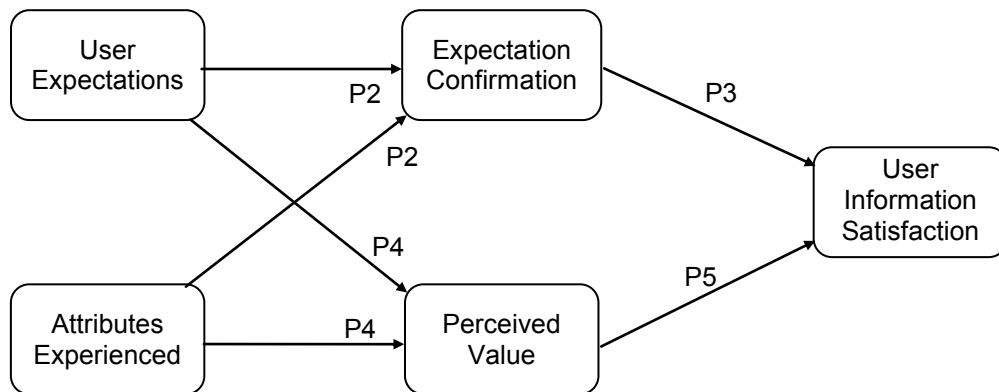 User
Expectations
P2
Expectation
Confirmation
P3
P2
User
Information
Satisfaction
P4
P5
Attributes
Experienced
P4
Perceived
Value